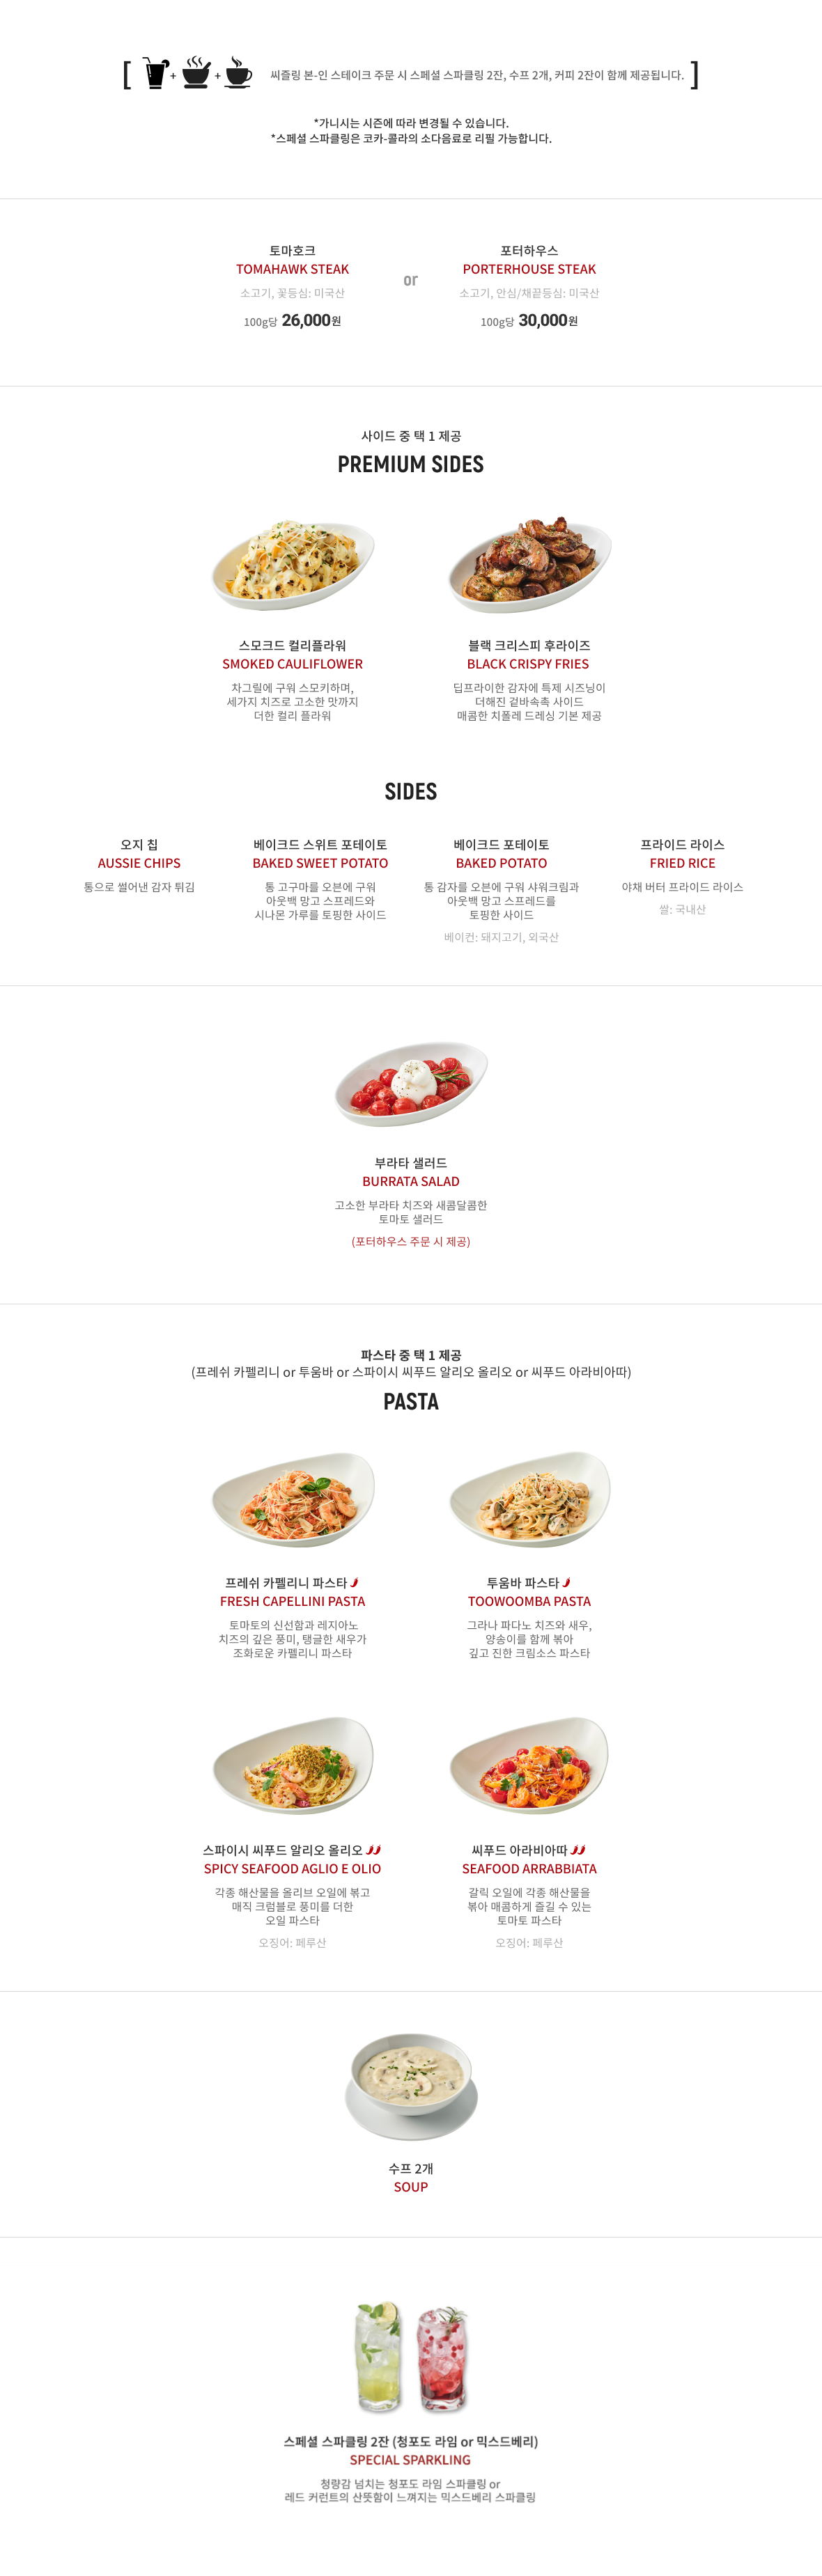 [ + + 씨즐링 본-인 스테이크 주문 시 스페셜 스파클링 2잔, 수프 2개, 커피 2잔이 함께 제공됩니다. ]
*가니시는 시즌에 따라 변경될 수 있습니다.
*스페셜 스파클링은 코카-콜라의 소다음료로 리필 가능합니다.
토마호크
TOMAHAWK STEAK
소고기, 꽃등심: 미국산
100g당 26,000원
or
포터하우스
PORTERHOUSE STEAK
소고기, 안심/채끝등심: 미국산
100g당 30,000원
사이드 중 택 1 제공
PREMIUM SIDES
스모크드 컬리플라워
SMOKED CAULIFLOWER
차그릴에 구워 스모키하며,
세가지 치즈로 고소한 맛까지
더한 컬리 플라워
블랙 크리스피 후라이즈
BLACK CRISPY FRIES
딥프라이한 감자에 특제 시즈닝이
더해진 겉바속촉 사이드
매콤한 치폴레 드레싱 기본 제공
SIDES
오지 칩
AUSSIE CHIPS
통으로 썰어낸 감자 튀김
베이크드 스위트 포테이토
BAKED SWEET POTATO
통 고구마를 오븐에 구워
아웃백 망고 스프레드와
시나몬 가루를 토핑한 사이드
베이크드 포테이토
BAKED POTATO
통 감자를 오븐에 구워 샤워크림과
아웃백 망고 스프레드를
토핑한 사이드
베이컨: 돼지고기, 외국산
프라이드 라이스
FRIED RICE
야채 버터 프라이드 라이스
쌀: 국내산
부라타 샐러드
BURRATA SALAD
고소한 부라타 치즈와 새콤달콤한
토마토 샐러드
(포터하우스 주문 시 제공)
파스타 중 택 1 제공
(프레쉬 카펠리니 or 투움바 or 스파이시 씨푸드 알리오 올리오 or 씨푸드 아라비아따)
PASTA
프레쉬 카펠리니 파스타
FRESH CAPELLINI PASTA
토마토의 신선함과 레지아노
치즈의 깊은 풍미, 탱글한 새우가
조화로운 카펠리니 파스타
투움바 파스타
TOOWOOMBA PASTA
그라나 파다노 치즈와 새우,
양송이를 함께 볶아
깊고 진한 크림소스 파스타
스파이시 씨푸드 알리오 올리오
SPICY SEAFOOD AGLIO E OLIO
각종 해산물을 올리브 오일에 볶고
매직 크럼블로 풍미를 더한
오일 파스타
오징어: 페루산
씨푸드 아라비아따
SEAFOOD ARRABBIATA
갈릭 오일에 각종 해산물을
볶아 매콤하게 즐길 수 있는
토마토 파스타
오징어: 페루산
수프 2개
SOUP
스페셜 스파클링 2잔 (청포도 라임 or 믹스드베리)
SPECIAL SPARKLING
청량감 넘치는 청포도 라임 스파클링 or
레드 커런트의 산뜻함이 느껴지는 믹스드베리 스파클링